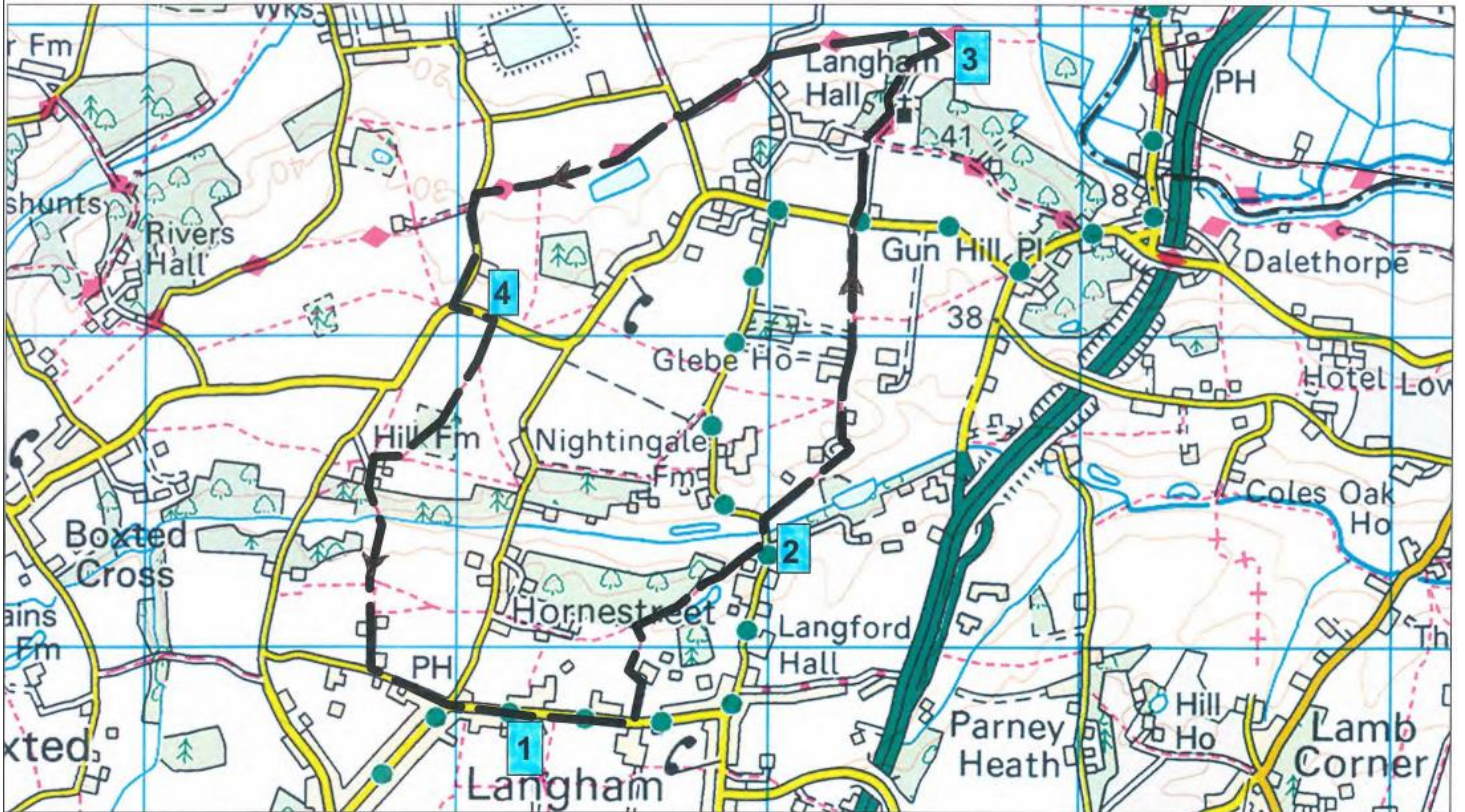 Wks
r Fm
Langham
Hall
3
PH
20
41
40
30
8
shunts
Rivers
Hall
Gun Hill Pl
Dalethorpe
4
38
Glebe Ho
Hotel
Low
Hill Fm
Nightingale
Fm
Coles Oak
Ho
Boxted
Cross
2
ains
Fm
Hornestreet
Langford
Hall
Th
PH
1
Hill
Ho
Parney
Heath
Lamb
Corner
xted
Langham